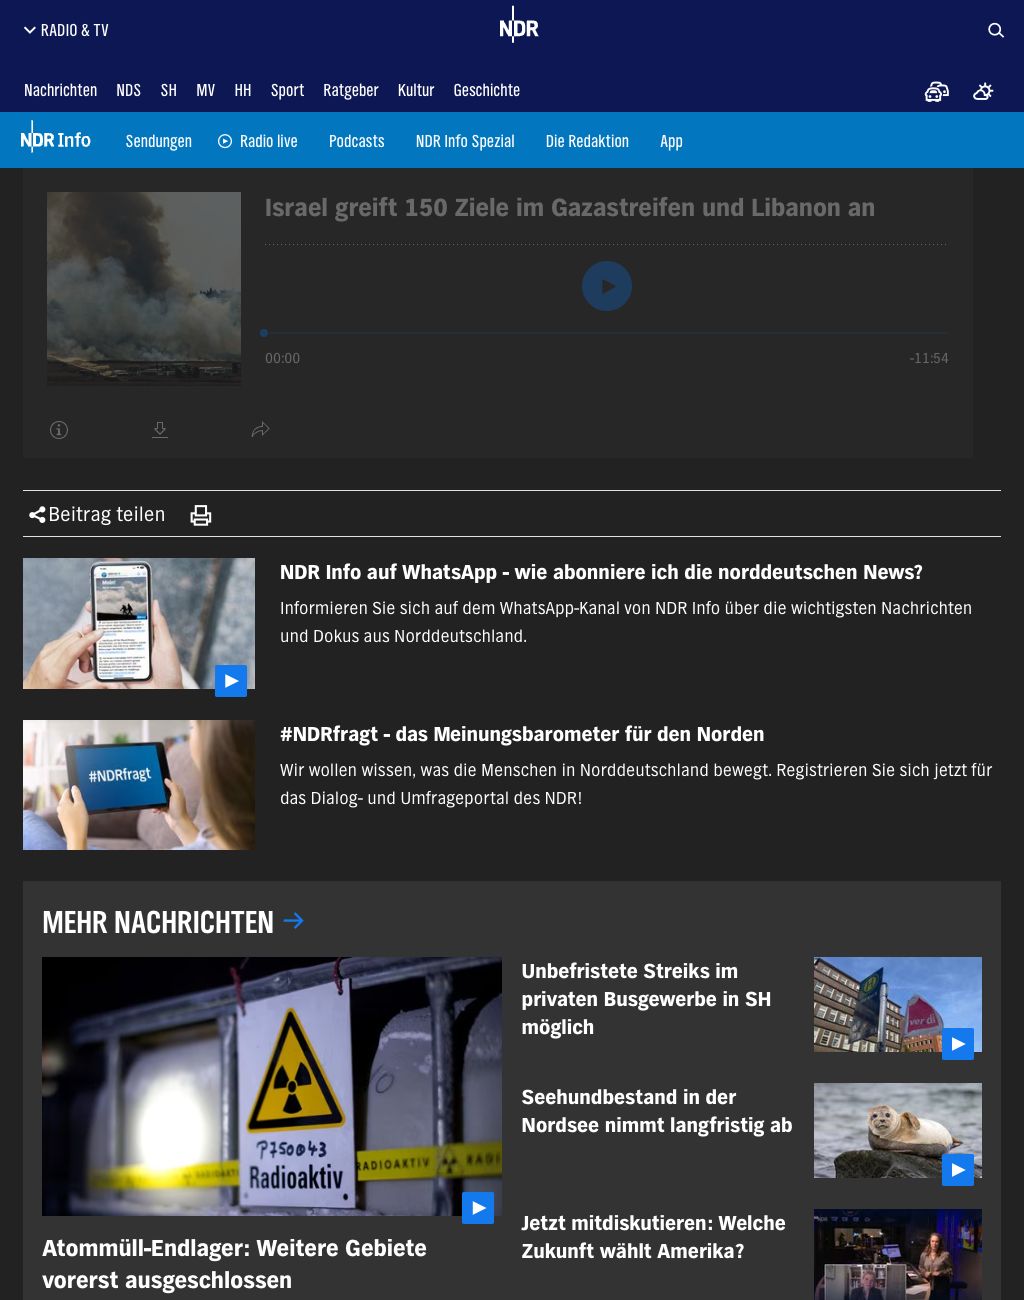 RADIO & TV
NDR
Nachrichten NDS SH MV HH Sport Ratgeber Kultur Geschichte
NDR Info Sendungen Radio live Podcasts NDR Info Spezial Die Redaktion App
Israel greift 150 Ziele im Gazastreifen und Libanon an
00:00 -11:54
Beitrag teilen
NDR Info auf WhatsApp - wie abonniere ich die norddeutschen News?
Informieren Sie sich auf dem WhatsApp-Kanal von NDR Info über die wichtigsten Nachrichten
und Dokus aus Norddeutschland.
#NDRfragt
#NDRfragt - das Meinungsbarometer für den Norden
Wir wollen wissen, was die Menschen in Norddeutschland bewegt. Registrieren Sie sich jetzt für
das Dialog- und Umfrageportal des NDR!
MEHR NACHRICHTEN
P750043
Radioaktiv
RADIOAKTIV
RADIOAKTIV
Atommüll-Endlager: Weitere Gebiete
vorerst ausgeschlossen
Unbefristete Streiks im
privaten Busgewerbe in SH
möglich
H
ver di
Seehundbestand in der
Nordsee nimmt langfristig ab
Jetzt mitdiskutieren: Welche
Zukunft wählt Amerika?